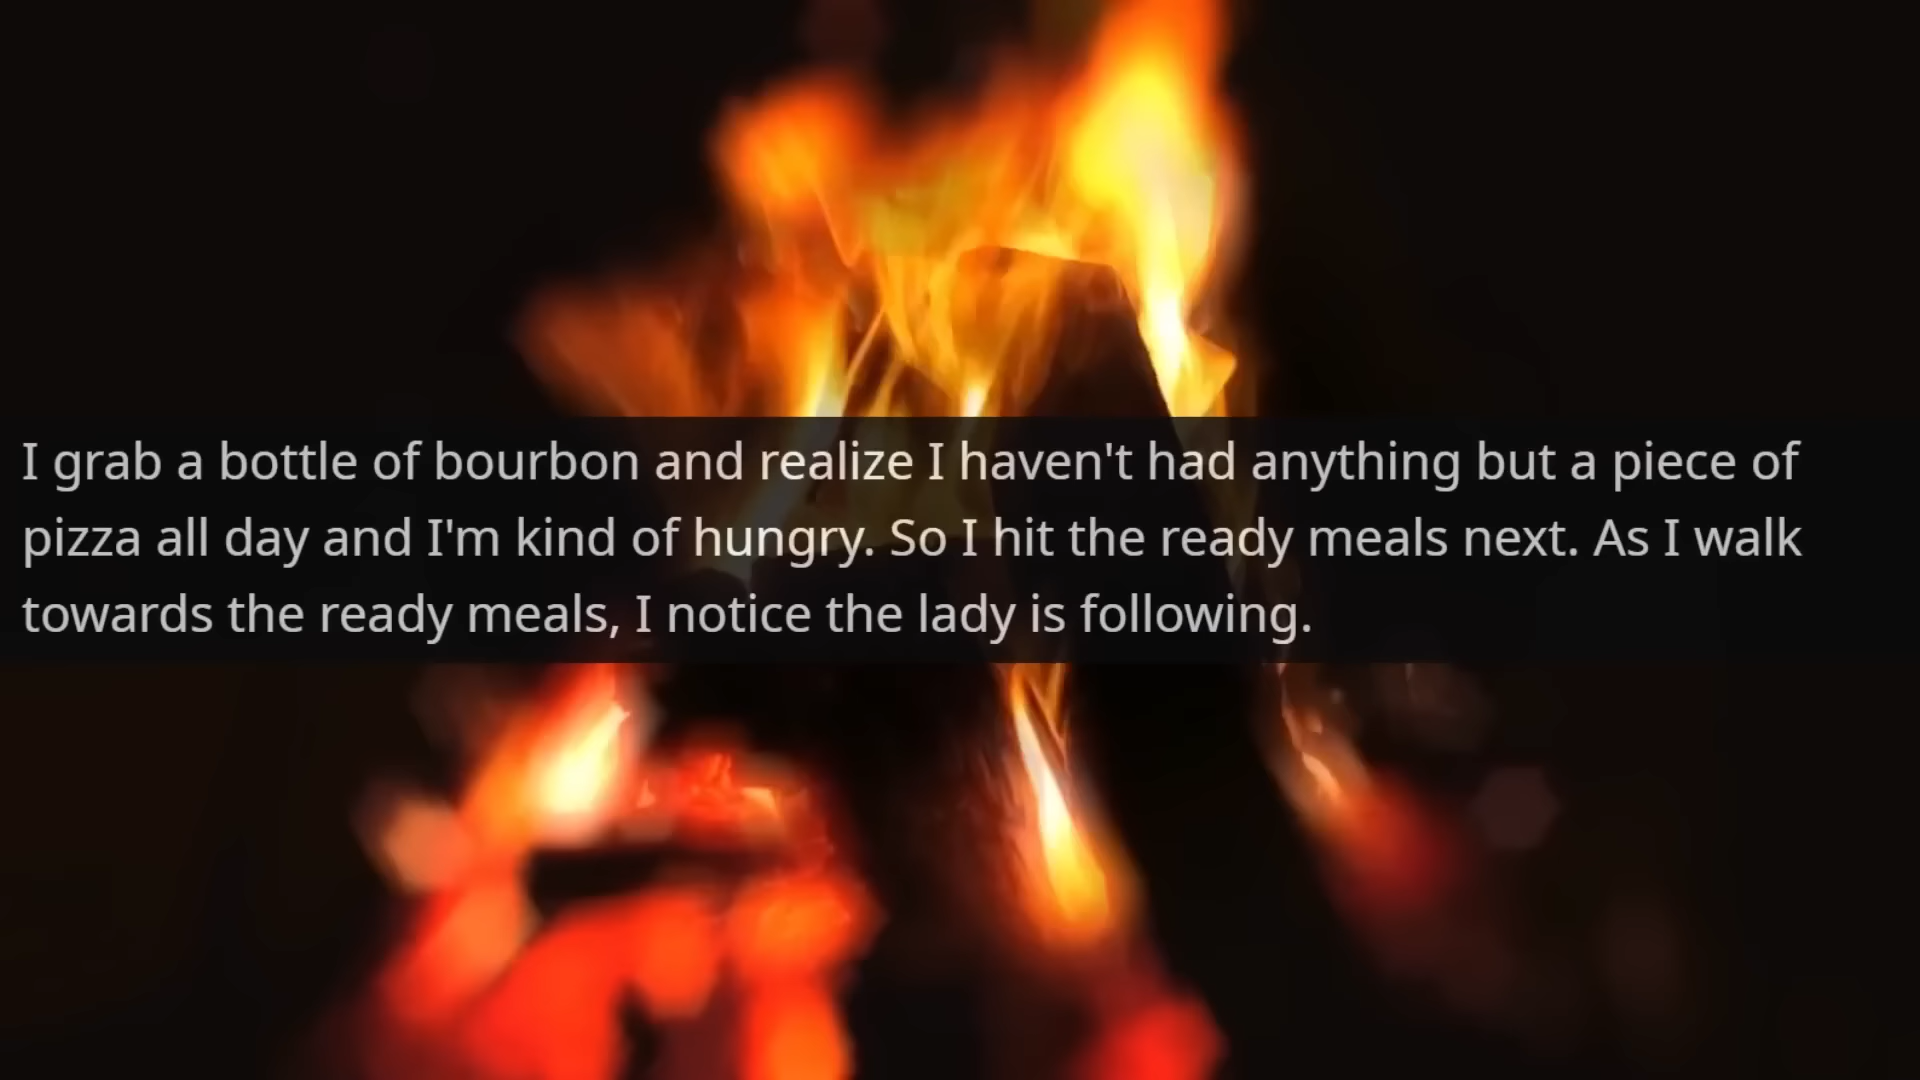 I grab a bottle of bourbon and realize I haven't had anything but a piece of
pizza all day and I'm kind of hungry. So I hit the ready meals next. As I walk
towards the ready meals, I notice the lady is following.